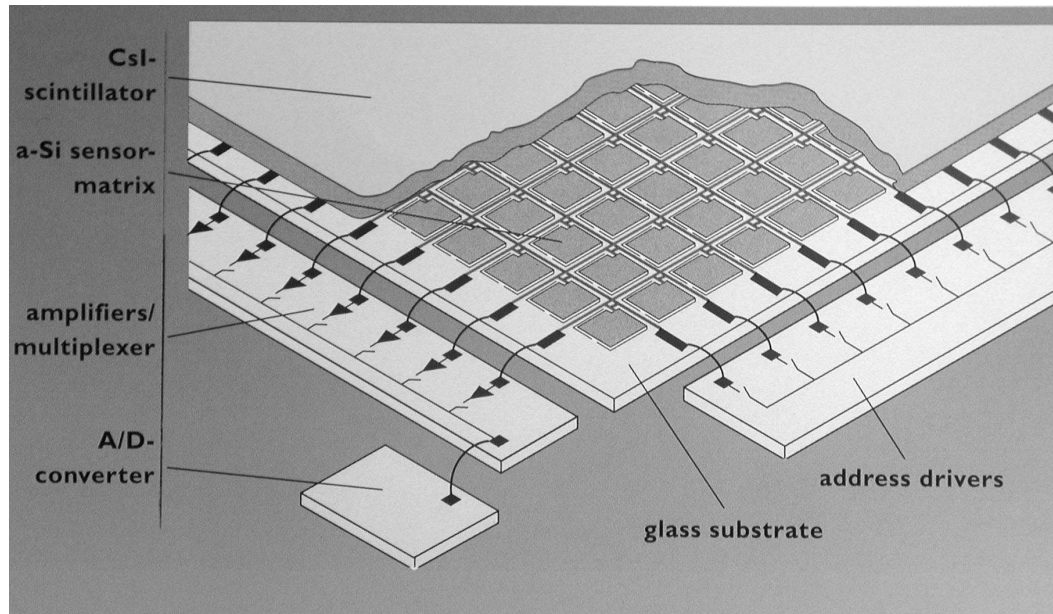 CsI-
scintillator
a-Si sensor-
matrix
amplifiers/
multiplexer
A/D-
converter
glass substrate
address drivers